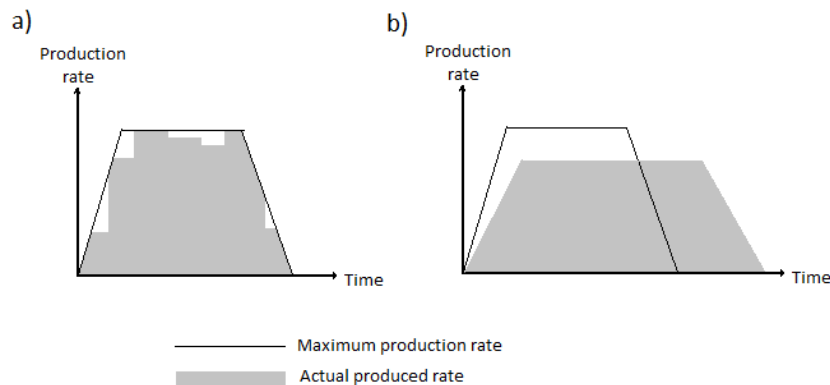 a)
Production
rate
Time
b)
Production
rate
Time
Maximum production rate
Actual produced rate